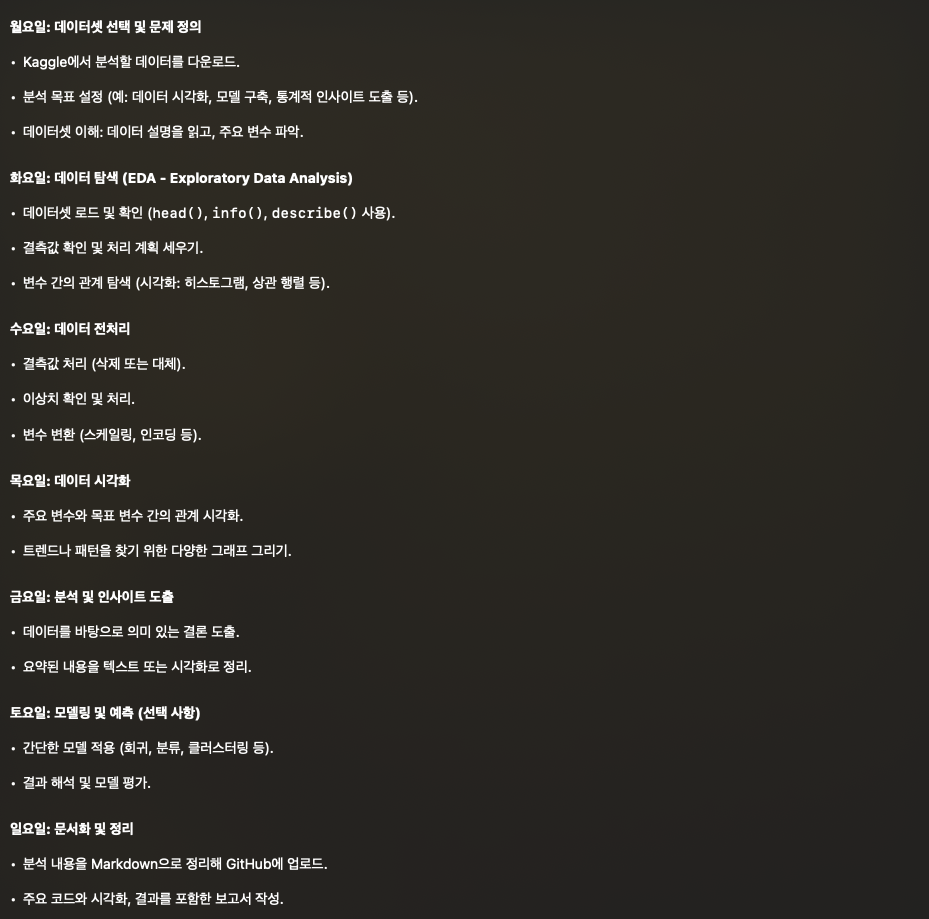 월요일: 데이터셋 선택 및 문제 정의
• Kaggle에서 분석할 데이터를 다운로드.
• 분석 목표 설정 (예: 데이터 시각화, 모델 구축, 통계적 인사이트 도출 등).
• 데이터셋 이해: 데이터 설명을 읽고, 주요 변수 파악.
화요일: 데이터 탐색 (EDA - Exploratory Data Analysis)
• 데이터셋 로드 및 확인 (head(), info(), describe() 사용).
• 결측값 확인 및 처리 계획 세우기.
• 변수 간의 관계 탐색 (시각화: 히스토그램, 상관 행렬 등).
수요일: 데이터 전처리
• 결측값 처리 (삭제 또는 대체).
• 이상치 확인 및 처리.
• 변수 변환 (스케일링, 인코딩 등).
목요일: 데이터 시각화
• 주요 변수와 목표 변수 간의 관계 시각화.
• 트렌드나 패턴을 찾기 위한 다양한 그래프 그리기.
금요일: 분석 및 인사이트 도출
• 데이터를 바탕으로 의미 있는 결론 도출.
• 요약된 내용을 텍스트 또는 시각화로 정리.
토요일: 모델링 및 예측 (선택 사항)
• 간단한 모델 적용 (회귀, 분류, 클러스터링 등).
• 결과 해석 및 모델 평가.
일요일: 문서화 및 정리
• 분석 내용을 Markdown으로 정리해 GitHub에 업로드.
• 주요 코드와 시각화, 결과를 포함한 보고서 작성.